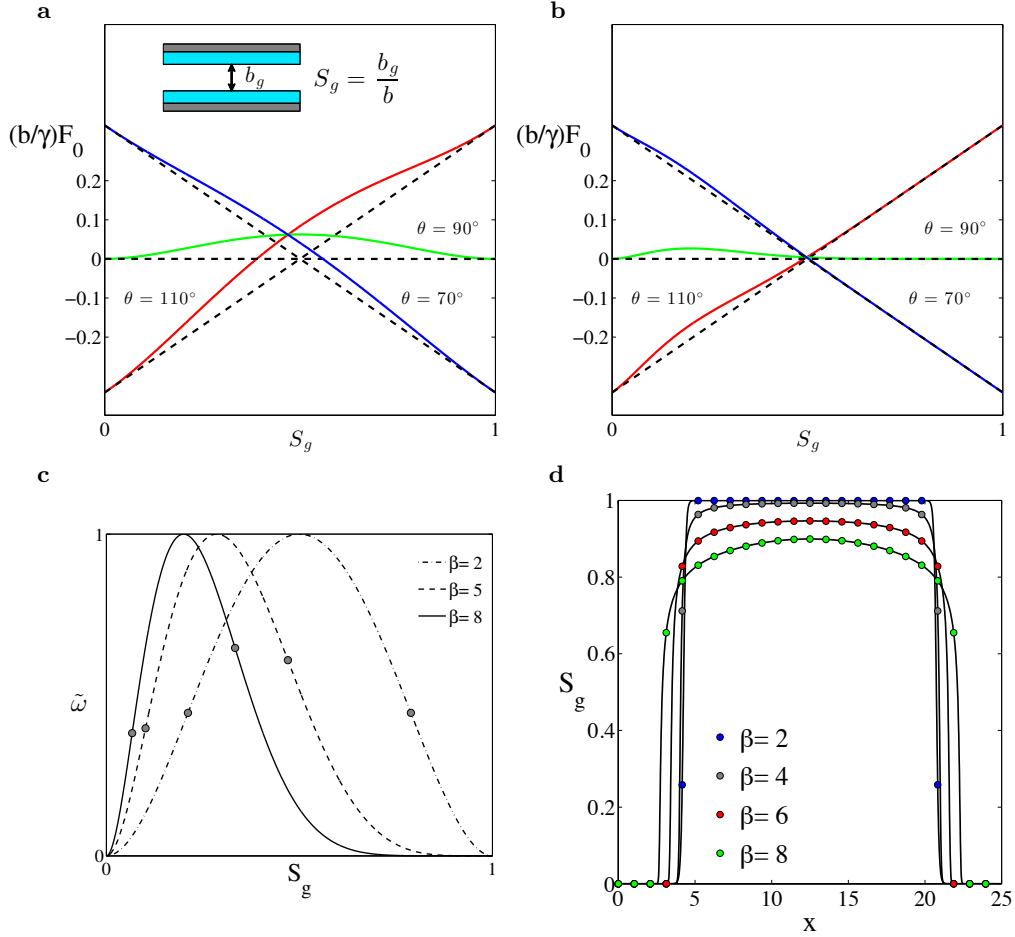 a
b
b_g
S_g = b_g / b
(b/γ)F_0
0.2
0.1
0
−0.1
−0.2
θ = 90°
θ = 110°
θ = 70°
0
S_g
1
(b/γ)F_0
0.2
0.1
0
−0.1
−0.2
θ = 90°
θ = 110°
θ = 70°
0
S_g
1
c
1
ω̃
0
β= 2
β= 5
β= 8
0
S_g
1
d
1
0.8
0.6
S_g
0.4
0.2
0
β= 2
β= 4
β= 6
β= 8
0
5
10
15
20
25
x